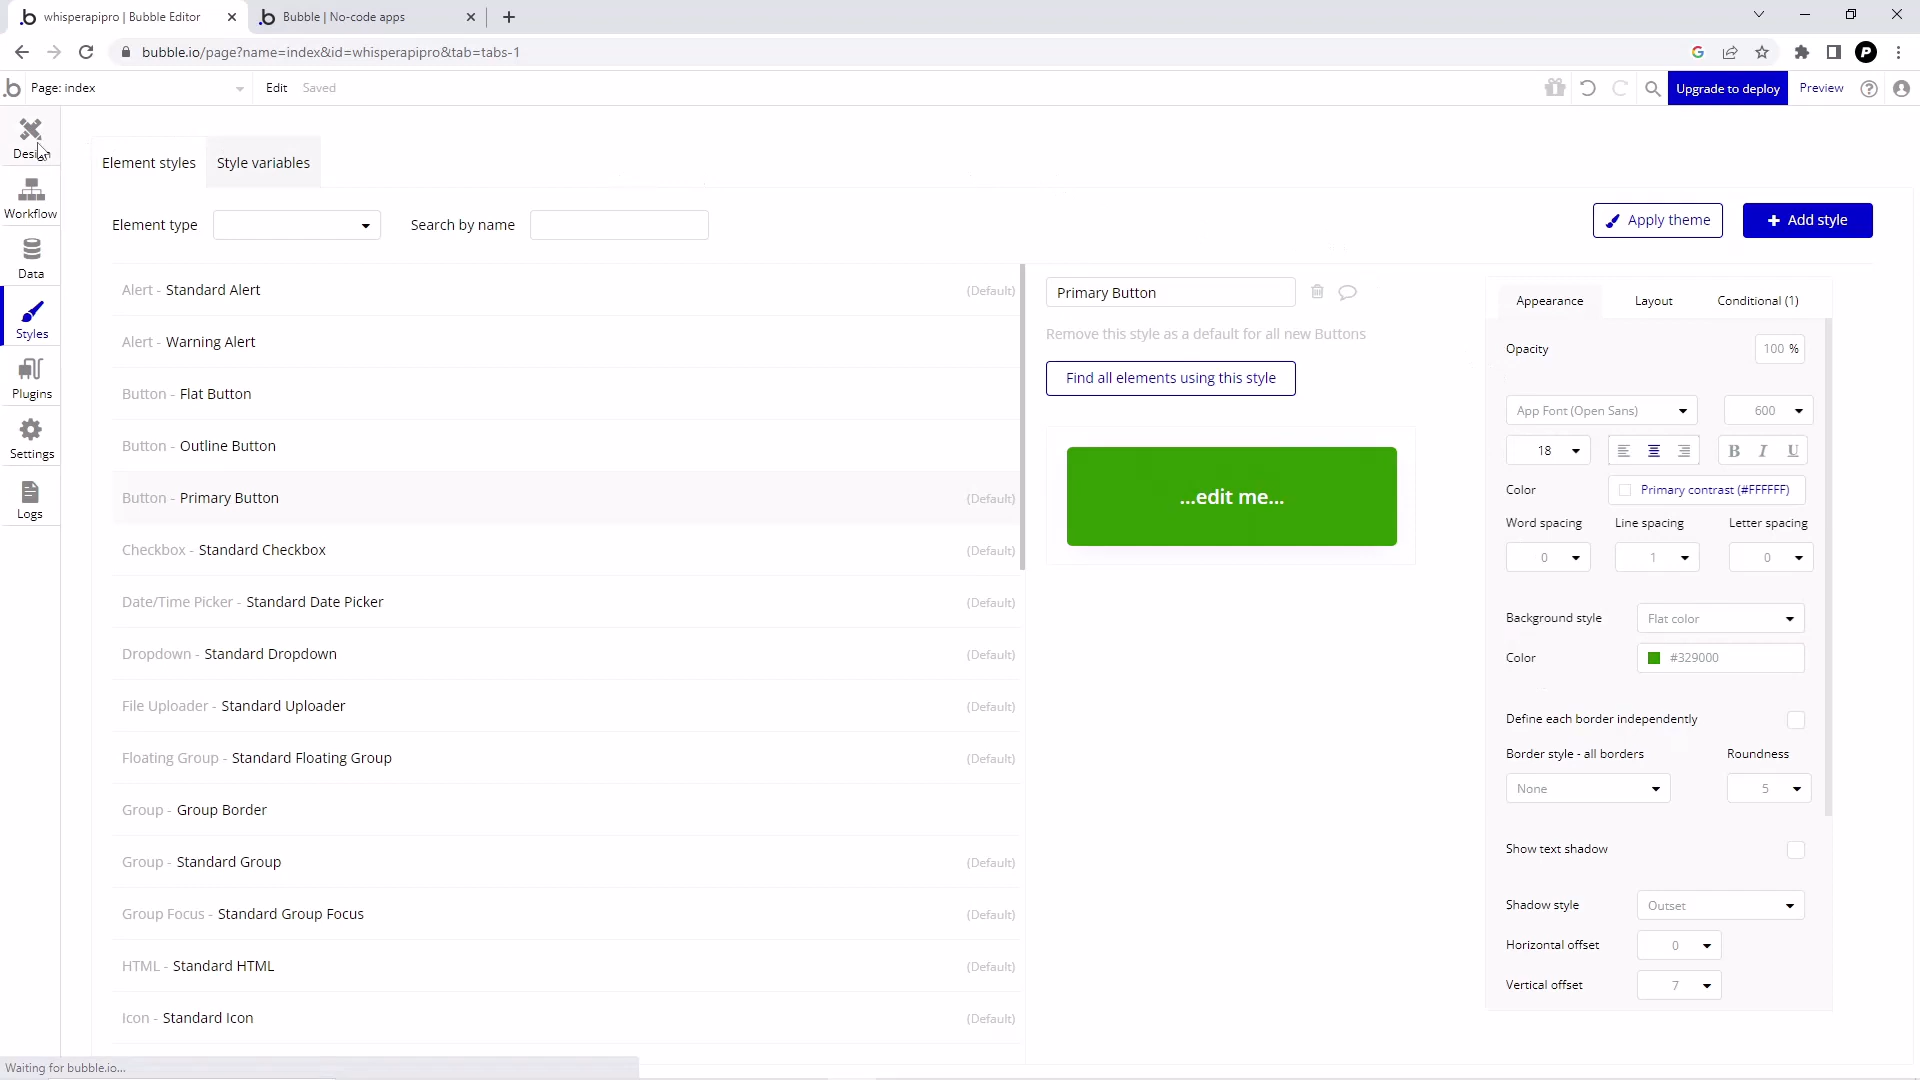 whisperapipro | Bubble Editor
Bubble | No-code apps
bubble.io/page?name=index&id=whisperapipro&tab=tabs-1
P
Page: index
Edit
Saved
Upgrade to deploy
Preview
Design
Workflow
Data
Styles
Plugins
Settings
Logs
Element styles
Style variables
Element type
Search by name
Apply theme
+ Add style
Alert - Standard Alert (Default)
Alert - Warning Alert
Button - Flat Button
Button - Outline Button
Button - Primary Button (Default)
Checkbox - Standard Checkbox (Default)
Date/Time Picker - Standard Date Picker (Default)
Dropdown - Standard Dropdown (Default)
File Uploader - Standard Uploader (Default)
Floating Group - Standard Floating Group (Default)
Group - Group Border
Group - Standard Group (Default)
Group Focus - Standard Group Focus (Default)
HTML - Standard HTML (Default)
Icon - Standard Icon (Default)
Primary Button
Remove this style as a default for all new Buttons
Find all elements using this style
...edit me...
Appearance
Layout
Conditional (1)
Opacity
100 %
App Font (Open Sans)
600
18
B I U
Color
Primary contrast (#FFFFFF)
Word spacing
Line spacing
Letter spacing
0
1
0
Background style
Flat color
Color
#329000
Define each border independently
Border style - all borders
Roundness
None
5
Show text shadow
Shadow style
Outset
Horizontal offset
0
Vertical offset
7
Waiting for bubble.io...